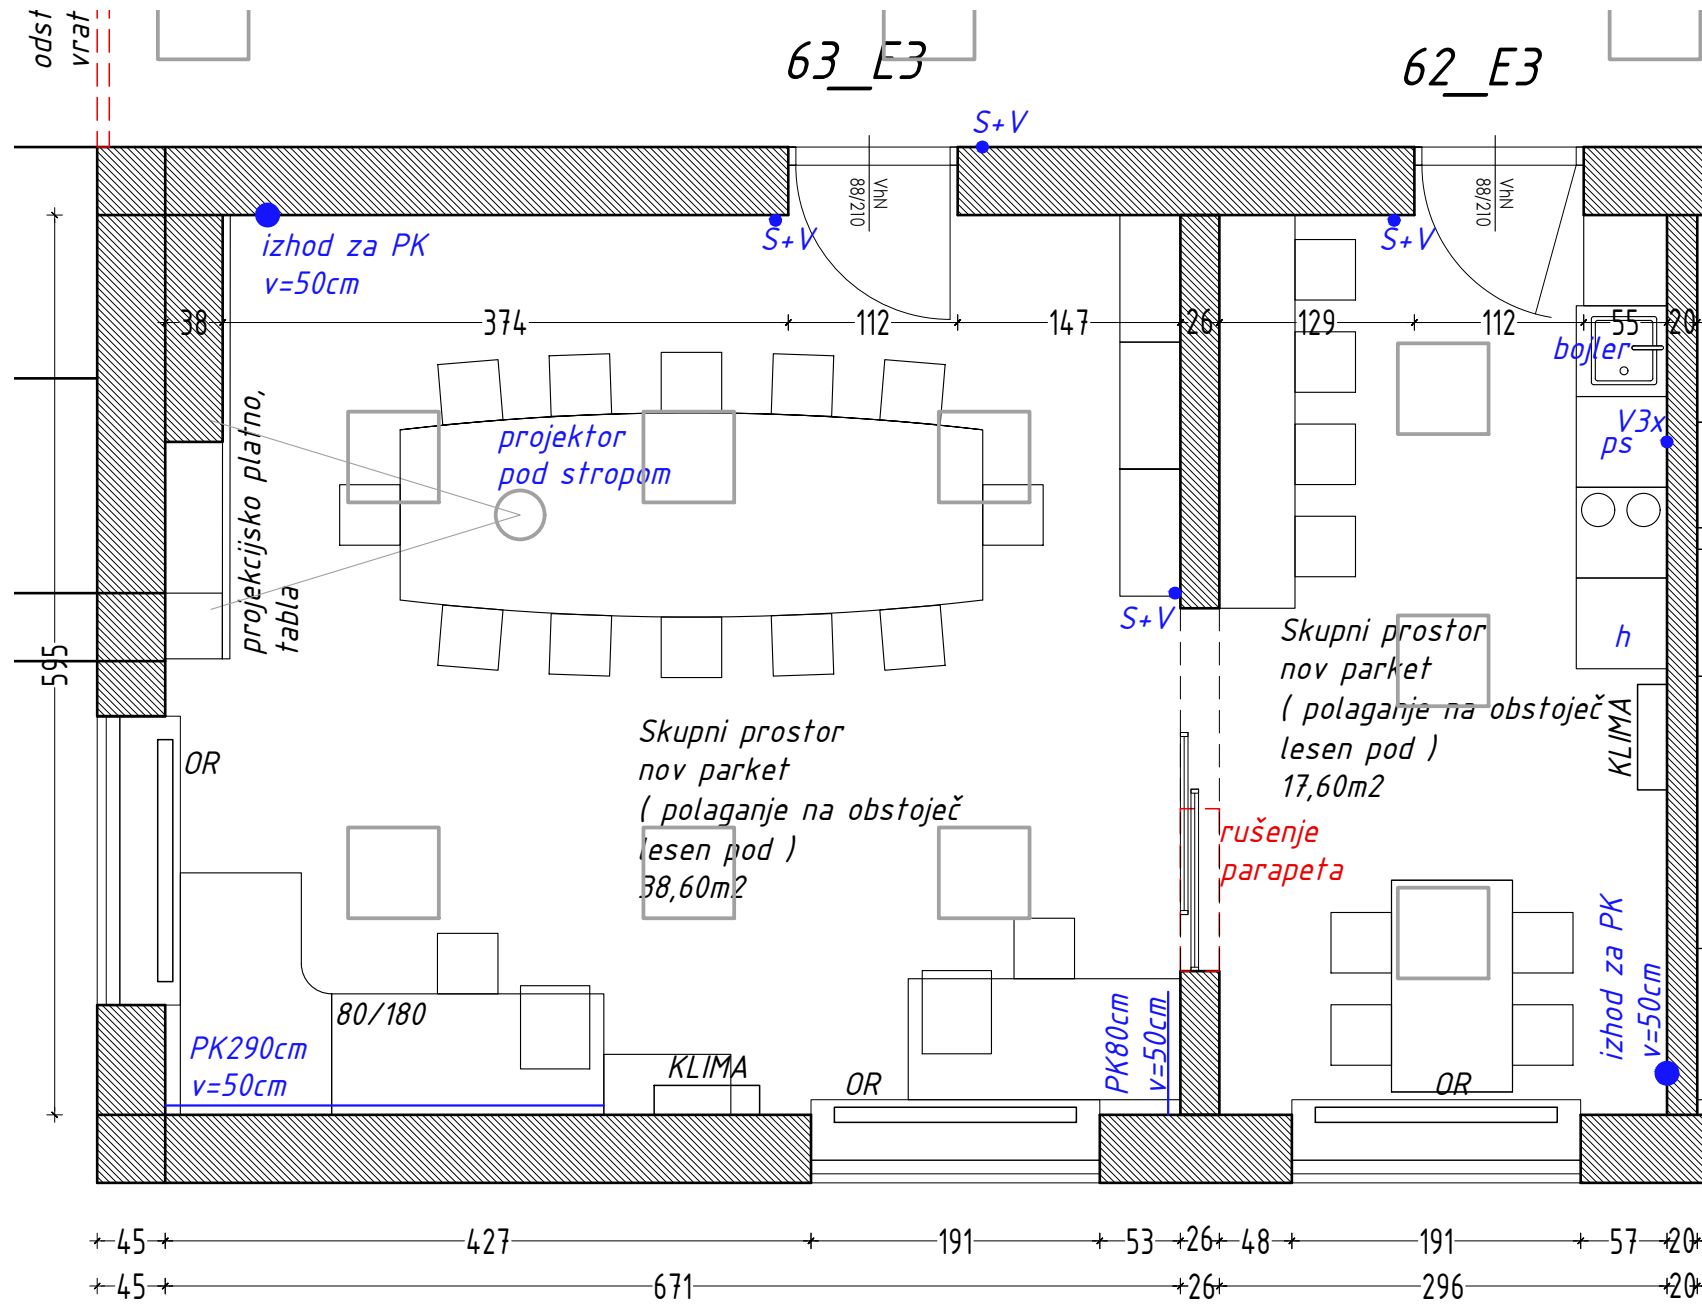 odst
vrat
63_E3
62_E3
S+V
VhN
88/210
VhN
88/210
izhod za PK
v=50cm
S+V
S+V
38
374
112
147
26
129
112
55
20
bojler
V3x
ps
projekcijsko platno,
tabla
projektor
pod stropom
S+V
h
595
Skupni prostor
nov parket
( polaganje na obstoječ
lesen pod )
17,60m2
KLIMA
OR
Skupni prostor
nov parket
( polaganje na obstoječ
lesen pod )
38,60m2
rušenje
parapeta
80/180
PK290cm
v=50cm
KLIMA
OR
PK80cm
v=50cm
OR
izhod za PK
v=50cm
45
427
191
53
26
48
191
57
20
45
671
26
296
20